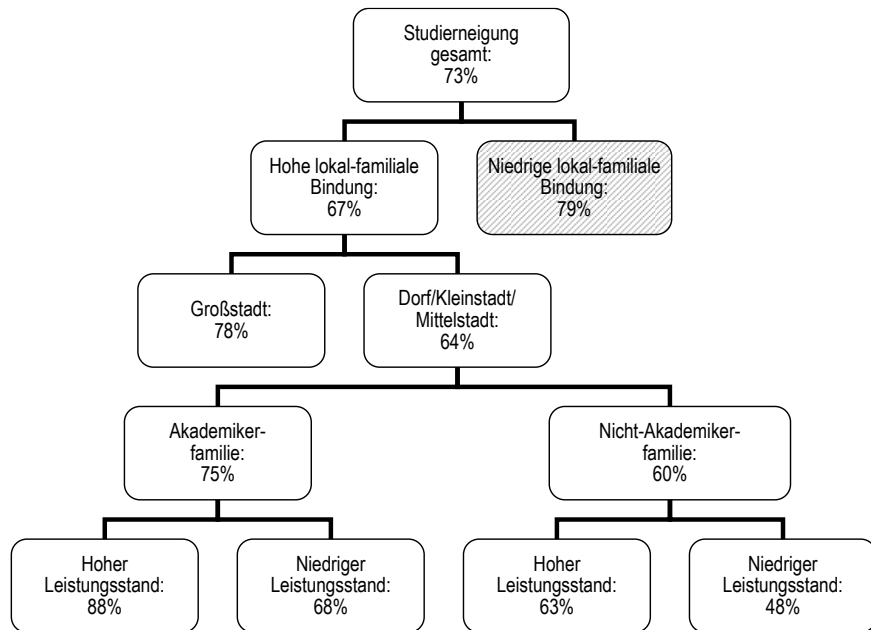 Studierneigung
gesamt:
73%
Hohe lokal-familiale
Bindung:
67%
Niedrige lokal-familiale
Bindung:
79%
Großstadt:
78%
Dorf/Kleinstadt/
Mittelstadt:
64%
Akademiker-
familie:
75%
Nicht-Akademiker-
familie:
60%
Hoher
Leistungsstand:
88%
Niedriger
Leistungsstand:
68%
Hoher
Leistungsstand:
63%
Niedriger
Leistungsstand:
48%